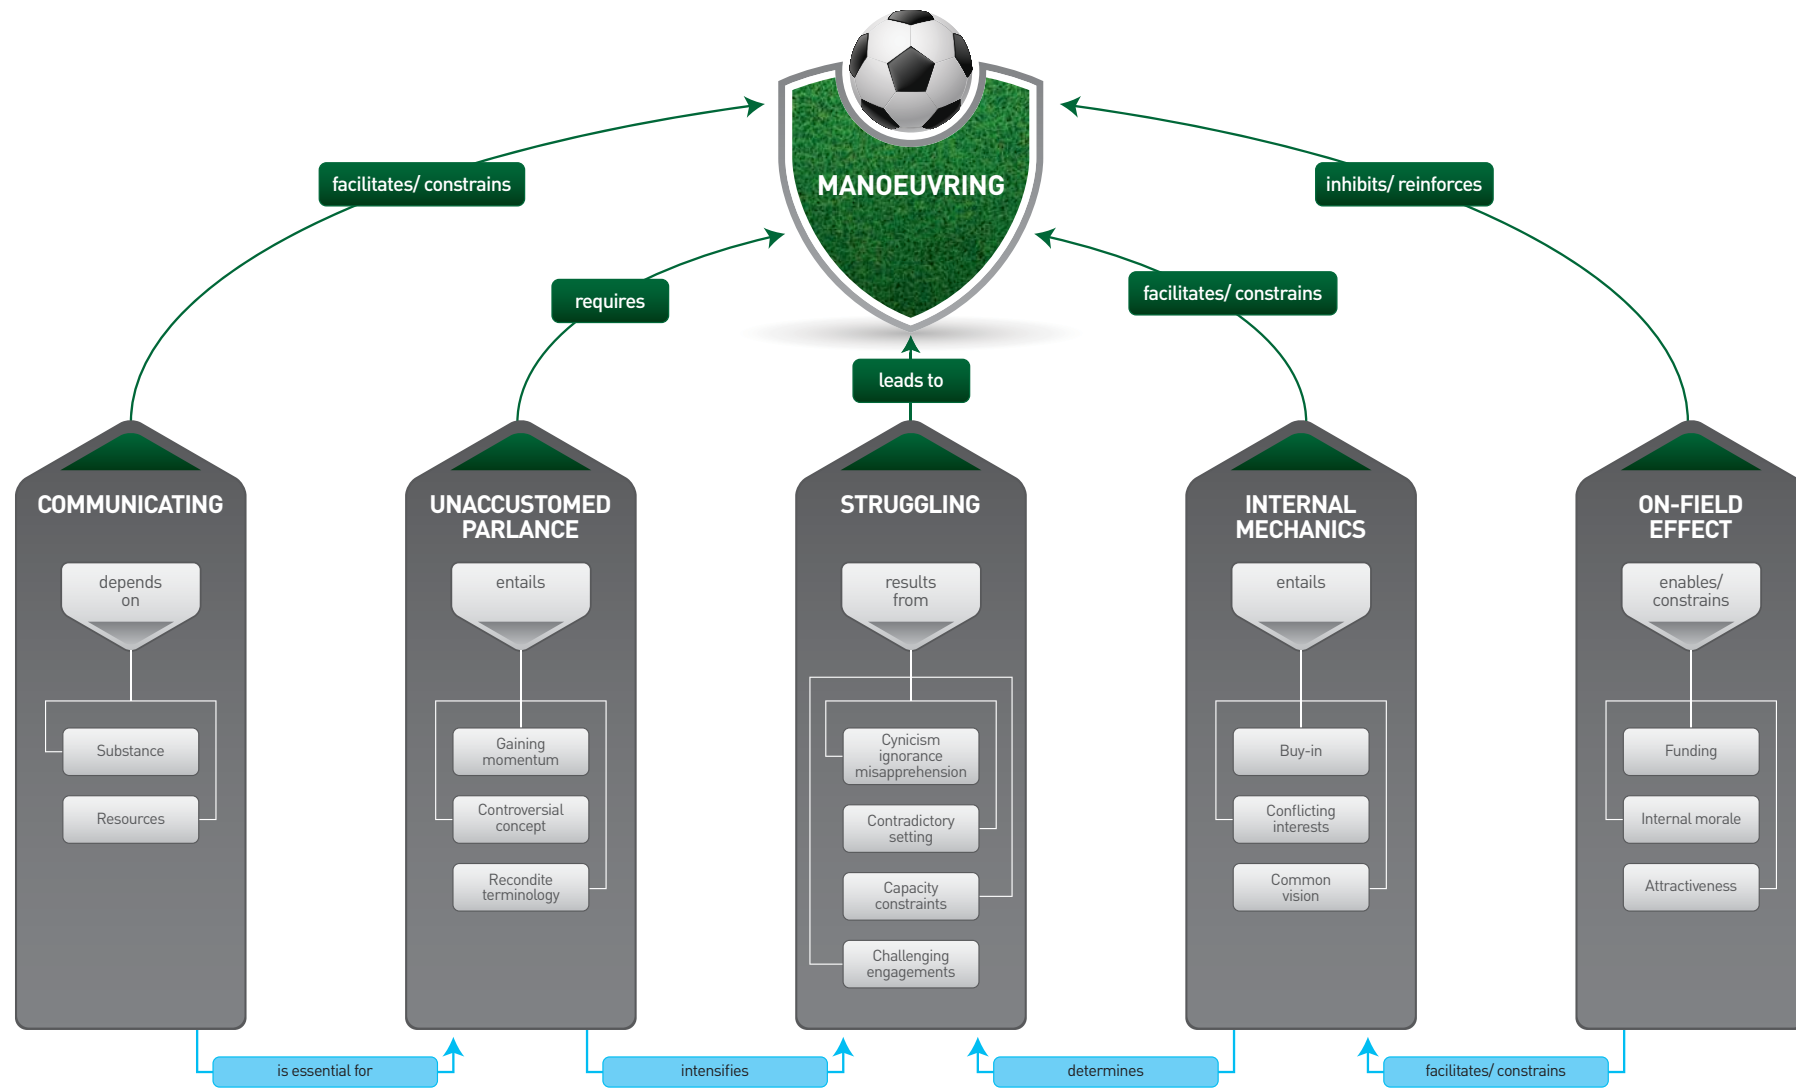 MANOEUVRING
facilitates/ constrains
inhibits/ reinforces
requires
facilitates/ constrains
leads to
COMMUNICATING
depends
on
Substance
Resources
UNACCUSTOMED
PARLANCE
entails
Gaining
momentum
Controversial
concept
Recondite
terminology
STRUGGLING
results
from
Cynicism
ignorance
misapprehension
Contradictory
setting
Capacity
constraints
Challenging
engagements
INTERNAL
MECHANICS
entails
Buy-in
Conflicting
interests
Common
vision
ON-FIELD
EFFECT
enables/
constrains
Funding
Internal morale
Attractiveness
is essential for
intensifies
determines
facilitates/ constrains